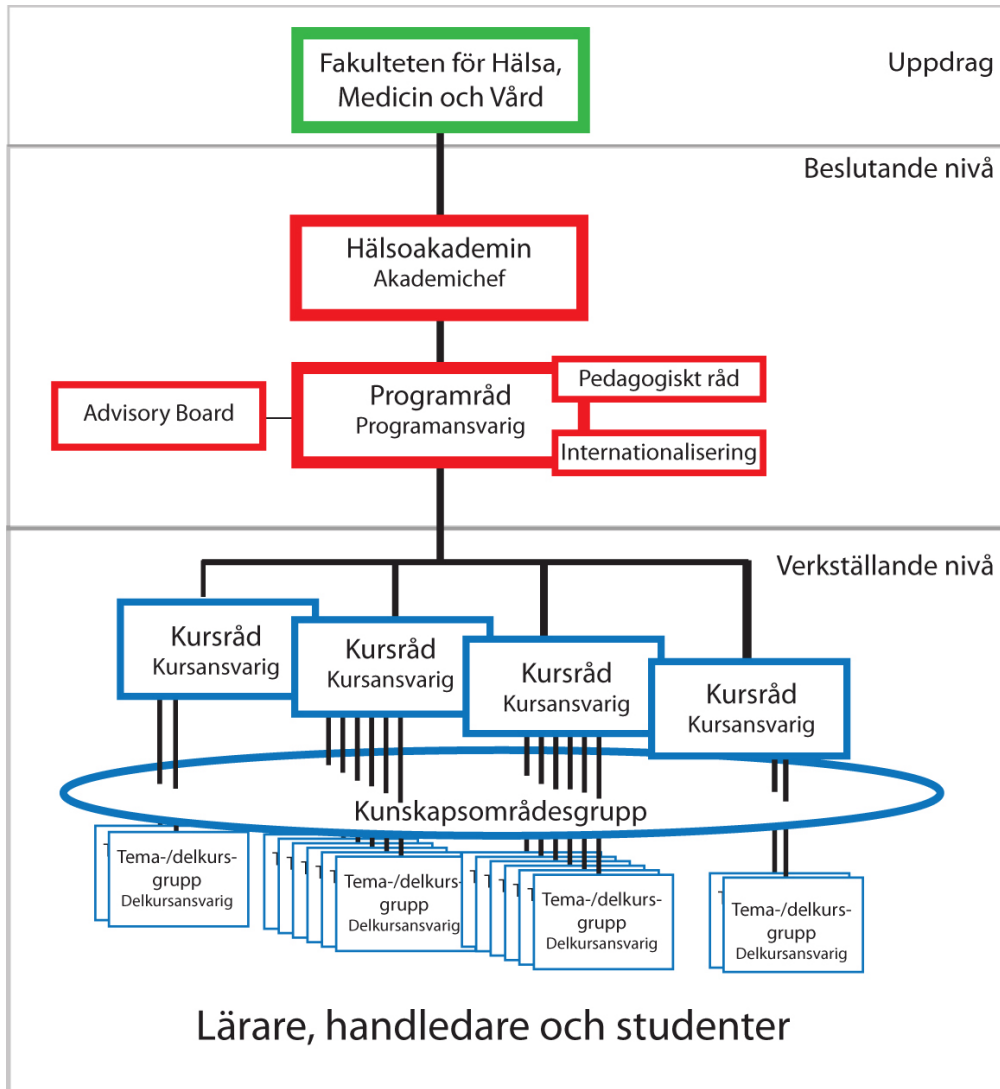 Fakulteten för Hälsa,
Medicin och Vård
Uppdrag
Beslutande nivå
Hälsoakademin
Akademichef
Advisory Board
Programråd
Programansvarig
Pedagogiskt råd
Internationalisering
Verkställande nivå
Kursråd
Kursansvarig
Kursråd
Kursansvarig
Kursråd
Kursansvarig
Kursråd
Kursansvarig
Kunskapsområdesgrupp
Tema-/delkurs-
grupp
Delkursansvarig
Tema-/delkurs-
grupp
Delkursansvarig
Tema-/delkurs-
grupp
Delkursansvarig
Tema-/delkurs-
grupp
Delkursansvarig
Lärare, handledare och studenter